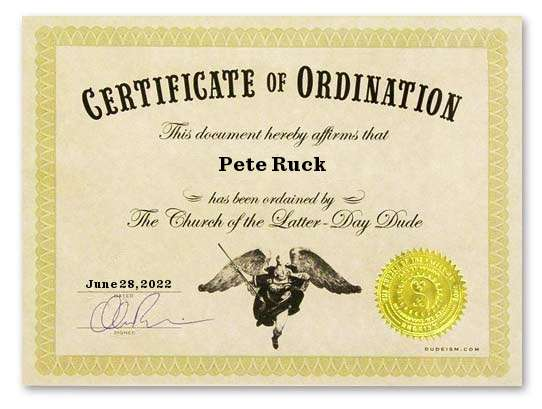 CERTIFICATE OF ORDINATION
This document hereby affirms that
Pete Ruck
has been ordained by
The Church of the Latter-Day Dude
June 28, 2022
DATED
SIGNED
DUDEISM.COM